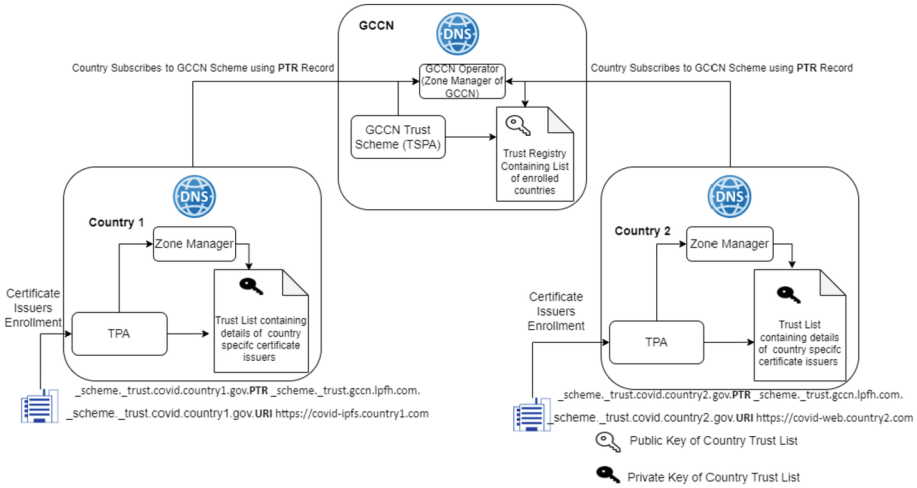 GCCN
DNS
Country Subscribes to GCCN Scheme using PTR Record
GCCN Operator
(Zone Manager of
GCCN)
Country Subscribes to GCCN Scheme using PTR Record
GCCN Trust
Scheme (TSPA)
Trust Registry
Containing List
of enrolled
countries
DNS
Country 1
Zone Manager
Certificate
Issuers
Enrollment
TPA
Trust List containing
details of country
specifc certificate
issuers
_scheme._trust.covid.country1.gov.PTR _scheme._trust.gccn.lpfh.com.
_scheme._trust.covid.country1.gov.URI https://covid-ipfs.country1.com
DNS
Country 2
Zone Manager
Certificate
Issuers
Enrollment
TPA
Trust List
containing details
of country specifc
certificate issuers
_scheme._trust.covid.country2.gov.PTR _scheme._trust.gccn.lpfh.com.
_scheme._trust.covid.country2.gov.URI https://covid-web.country2.com
Public Key of Country Trust List
Private Key of Country Trust List